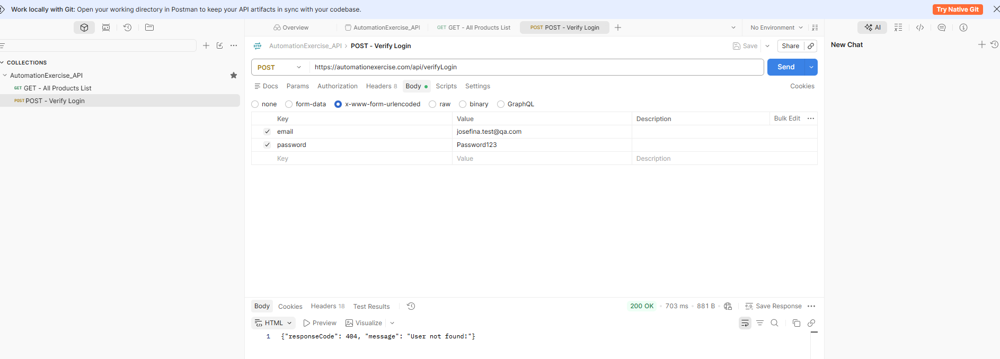 Work locally with Git: Open your working directory in Postman to keep your API artifacts in sync with your codebase.
Try Native Git
Overview
AutomationExercise_API
GET GET - All Products List
POST POST - Verify Login
No Environment
AI
AutomationExercise_API > POST - Verify Login
Save
Share
New Chat
COLLECTIONS
AutomationExercise_API
GET GET - All Products List
POST POST - Verify Login
POST
https://automationexercise.com/api/verifyLogin
Send
Docs Params Authorization Headers 8 Body Scripts Settings
Cookies
none form-data x-www-form-urlencoded raw binary GraphQL
Key Value Description Bulk Edit
email josefina.test@qa.com
password Password123
Key Value Description
Body Cookies Headers 18 Test Results
200 OK 703 ms 881 B e.g. Save Response
HTML Preview Visualize
1 {"responseCode": 404, "message": "User not found!"}